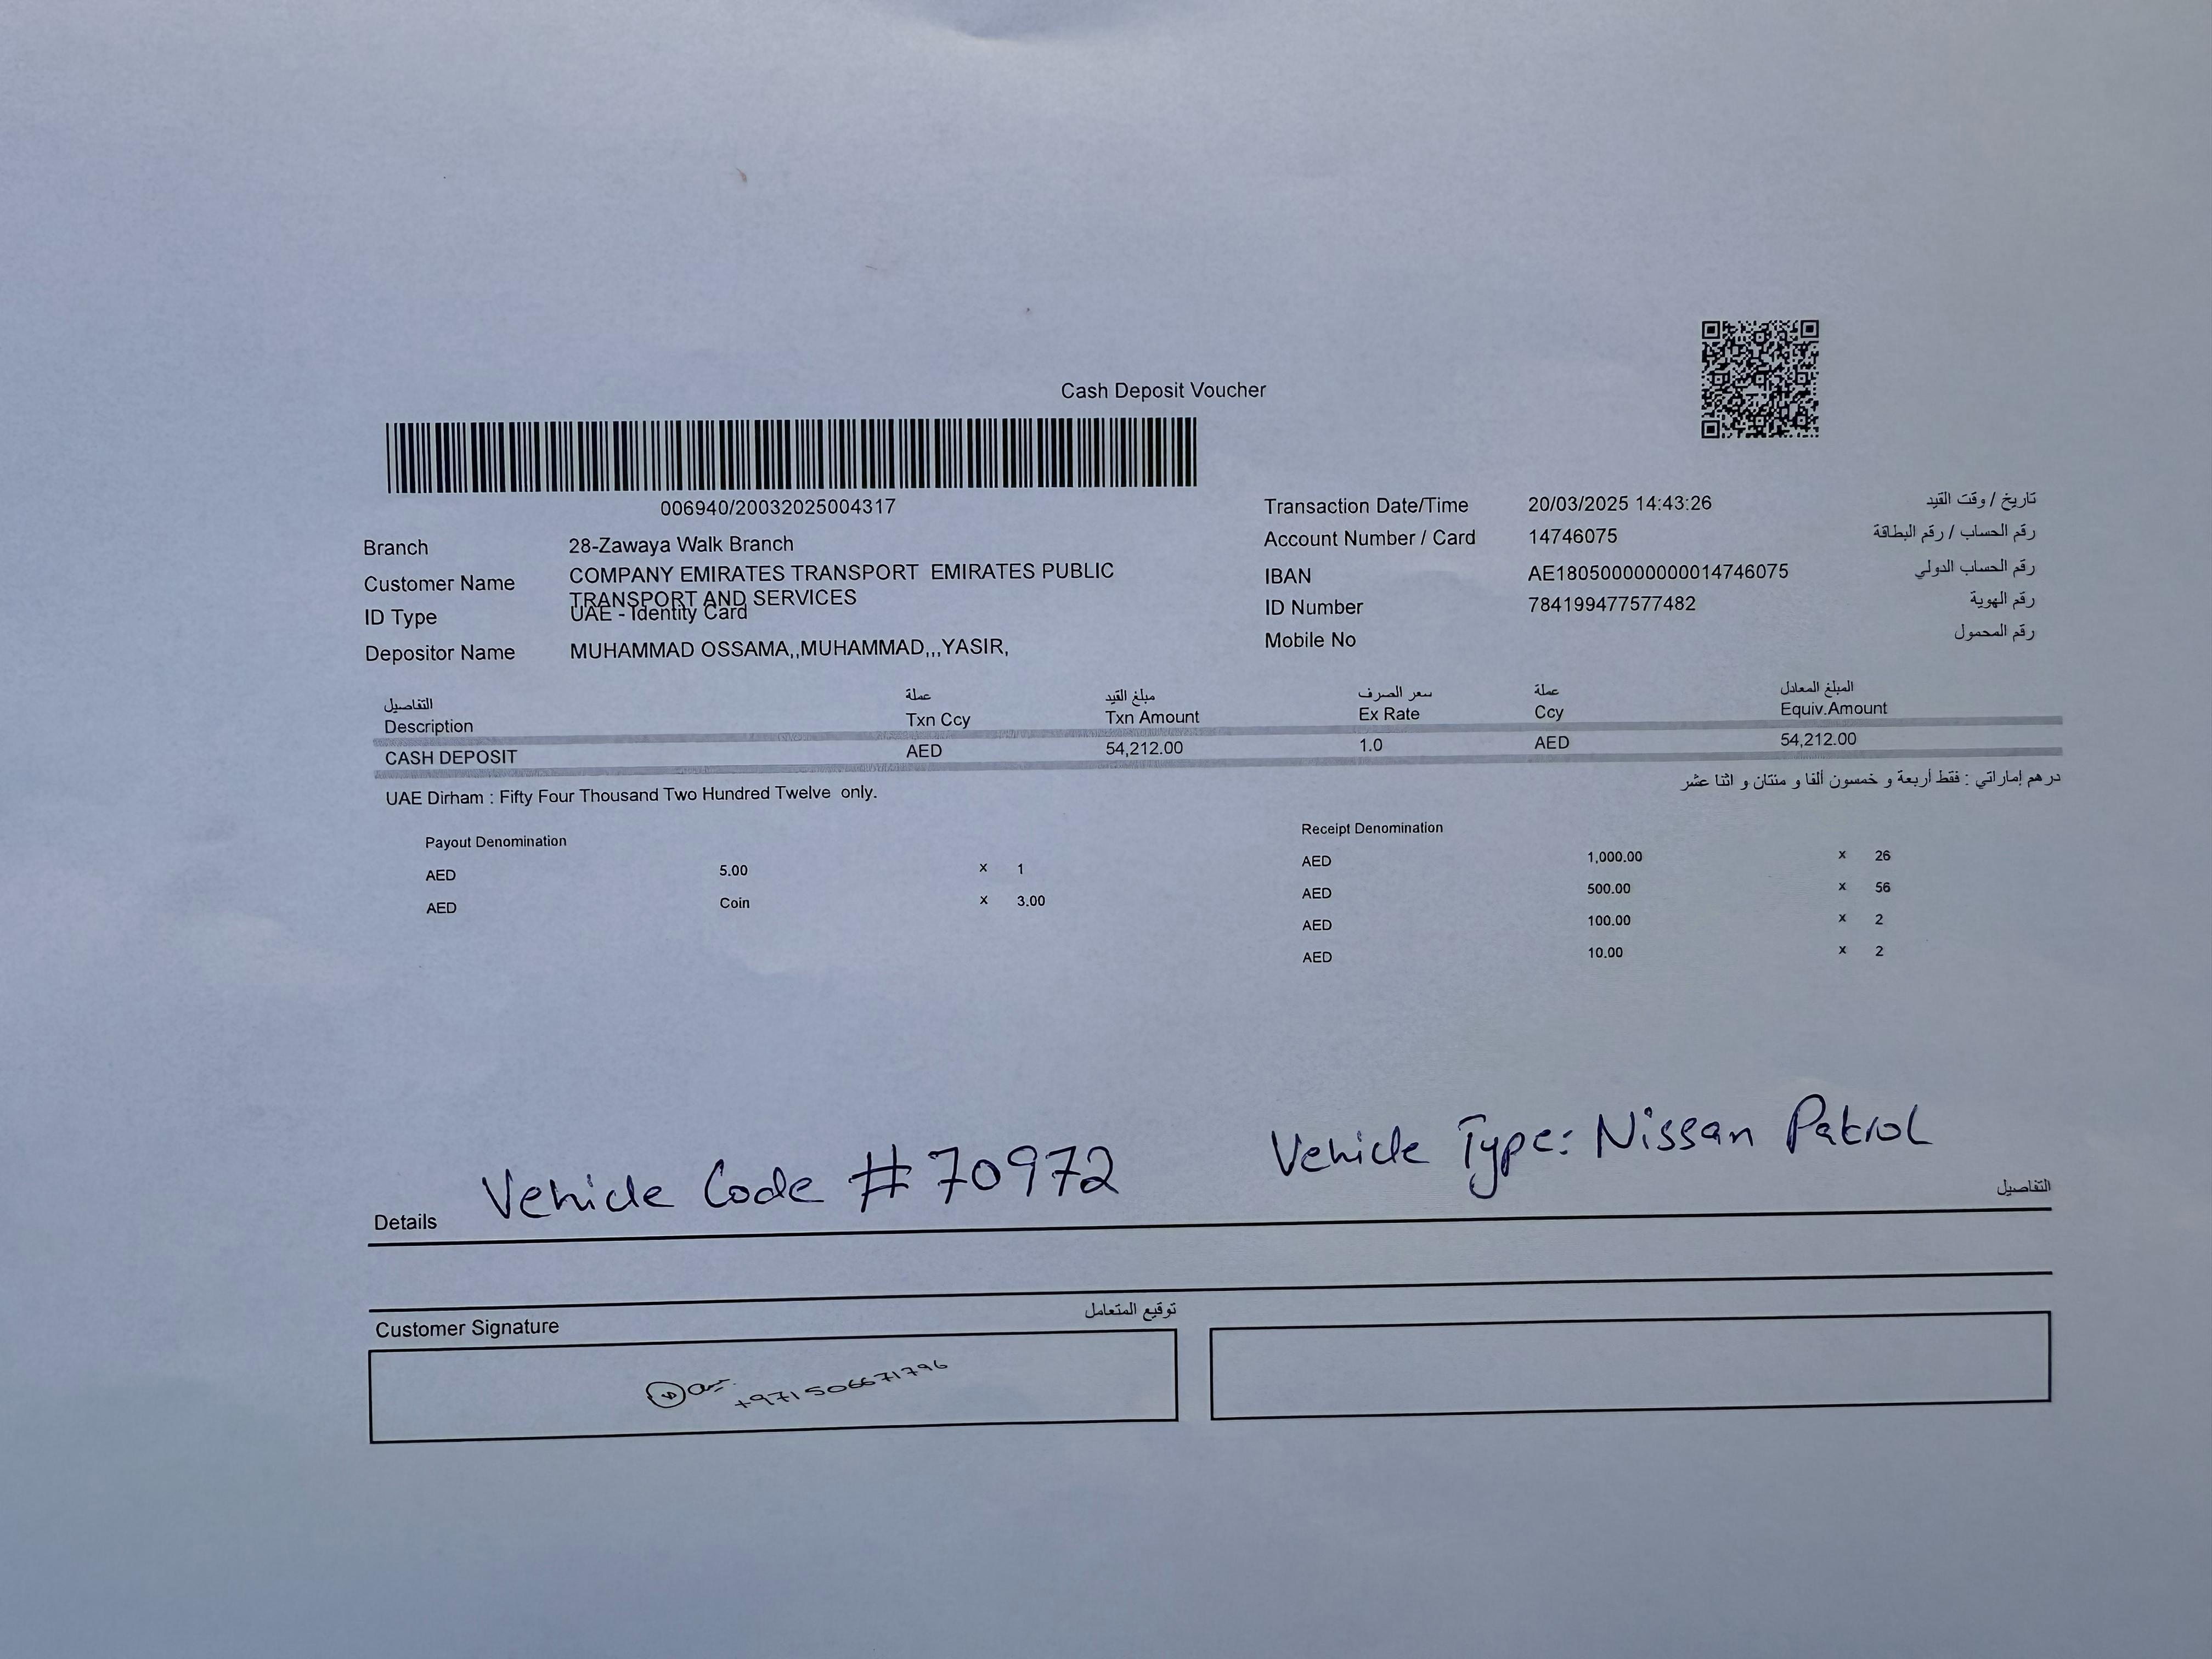 Cash Deposit Voucher
006940/20032025004317
Transaction Date/Time 20/03/2025 14:43:26 تاريخ / وقت القيد
Branch 28-Zawaya Walk Branch
Account Number / Card 14746075 رقم الحساب / رقم البطاقة
Customer Name COMPANY EMIRATES TRANSPORT EMIRATES PUBLIC
TRANSPORT AND SERVICES
IBAN AE180500000000014746075 رقم الحساب الدولي
ID Type UAE - Identity Card
ID Number 784199477577482 رقم الهوية
Depositor Name MUHAMMAD OSSAMA,,MUHAMMAD,,,YASIR,
Mobile No رقم المحمول
التفاصيل عملة مبلغ القيد سعر الصرف عملة المبلغ المعادل
Description Txn Ccy Txn Amount Ex Rate Ccy Equiv.Amount
CASH DEPOSIT AED 54,212.00 1.0 AED 54,212.00
UAE Dirham : Fifty Four Thousand Two Hundred Twelve only.
درهم إماراتي : فقط أربعة و خمسون ألفا و مئتان و اثنا عشر
Payout Denomination
AED 5.00 x 1
AED Coin x 3.00
Receipt Denomination
AED 1,000.00 x 26
AED 500.00 x 56
AED 100.00 x 2
AED 10.00 x 2
Vehicle Code # 70972 Vehicle Type: Nissan Patrol
Details التفاصيل
Customer Signature توقيع المتعامل
+971506671796